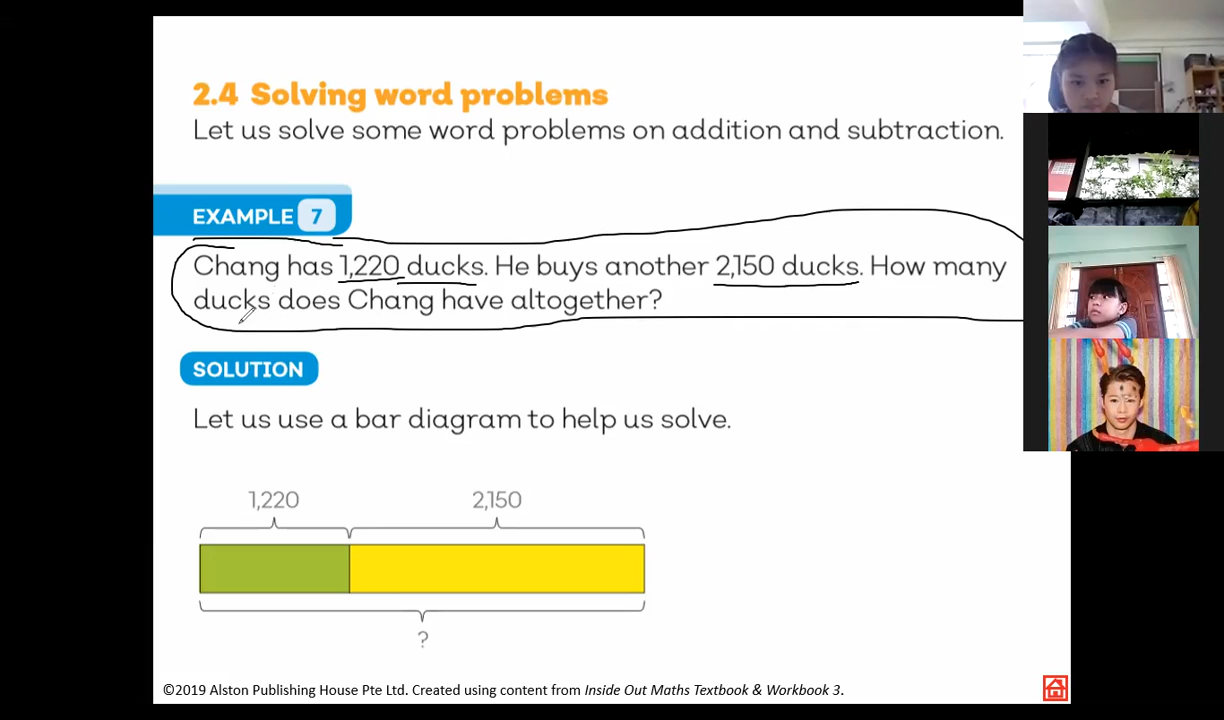 2.4 Solving word problems
Let us solve some word problems on addition and subtraction.
EXAMPLE 7
Chang has 1,220 ducks. He buys another 2,150 ducks. How many
ducks does Chang have altogether?
SOLUTION
Let us use a bar diagram to help us solve.
1,220 2,150
?
©2019 Alston Publishing House Pte Ltd. Created using content from Inside Out Maths Textbook & Workbook 3.